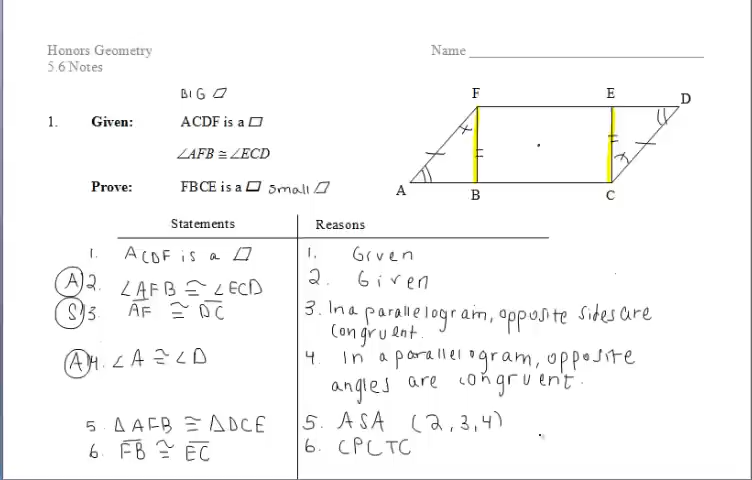 Honors Geometry
Name
5.6 Notes
BIG ▱
1. Given: ACDF is a ▱
∠AFB ≅ ∠ECD
Prove: FBCE is a ▱ small ▱
F E D
A B C
Statements Reasons
1. ACDF is a ▱ 1. Given
A 2. ∠AFB ≅ ∠ECD 2. Given
S 3. AF ≅ DC 3. In a parallelogram, opposite sides are
congruent.
A 4. ∠A ≅ ∠D 4. In a parallelogram, opposite
angles are congruent.
5. △AFB ≅ △DCE 5. ASA (2,3,4)
6. FB ≅ EC 6. CPCTC